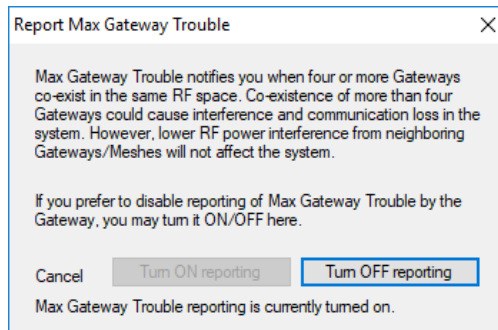 Report Max Gateway Trouble
Max Gateway Trouble notifies you when four or more Gateways
co-exist in the same RF space. Co-existence of more than four
Gateways could cause interference and communication loss in the
system. However, lower RF power interference from neighboring
Gateways/Meshes will not affect the system.
If you prefer to disable reporting of Max Gateway Trouble by the
Gateway, you may turn it ON/OFF here.
Cancel Turn ON reporting Turn OFF reporting
Max Gateway Trouble reporting is currently turned on.